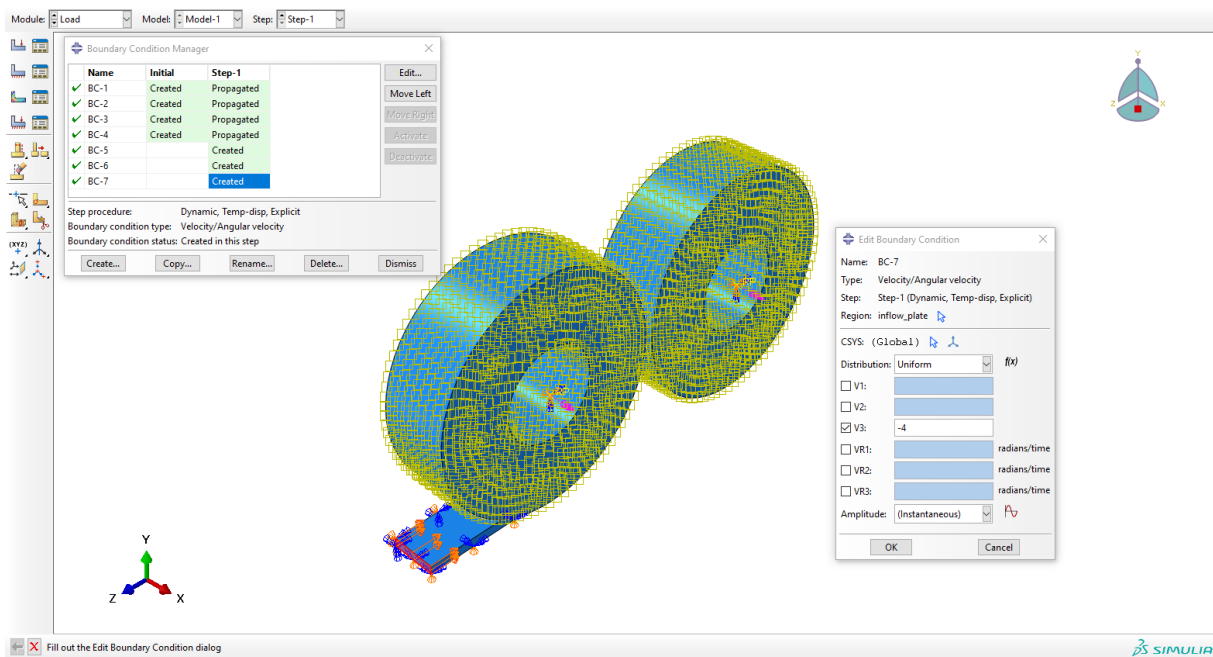 Module: Load Model: Model-1 Step: Step-1
Boundary Condition Manager
Name Initial Step-1
BC-1 Created Propagated
BC-2 Created Propagated
BC-3 Created Propagated
BC-4 Created Propagated
BC-5 Created
BC-6 Created
BC-7 Created
Edit...
Move Left
Move Right
Activate
Deactivate
Step procedure: Dynamic, Temp-disp, Explicit
Boundary condition type: Velocity/Angular velocity
Boundary condition status: Created in this step
Create... Copy... Rename... Delete... Dismiss
(XYZ)
Y
Z X
Edit Boundary Condition
Name: BC-7
Type: Velocity/Angular velocity
Step: Step-1 (Dynamic, Temp-disp, Explicit)
Region: inflow_plate
CSYS: (Global)
Distribution: Uniform f(x)
V1:
V2:
V3: -4
VR1: radians/time
VR2: radians/time
VR3: radians/time
Amplitude: (Instantaneous)
OK Cancel
Y
Z X
Fill out the Edit Boundary Condition dialog
SIMULIA